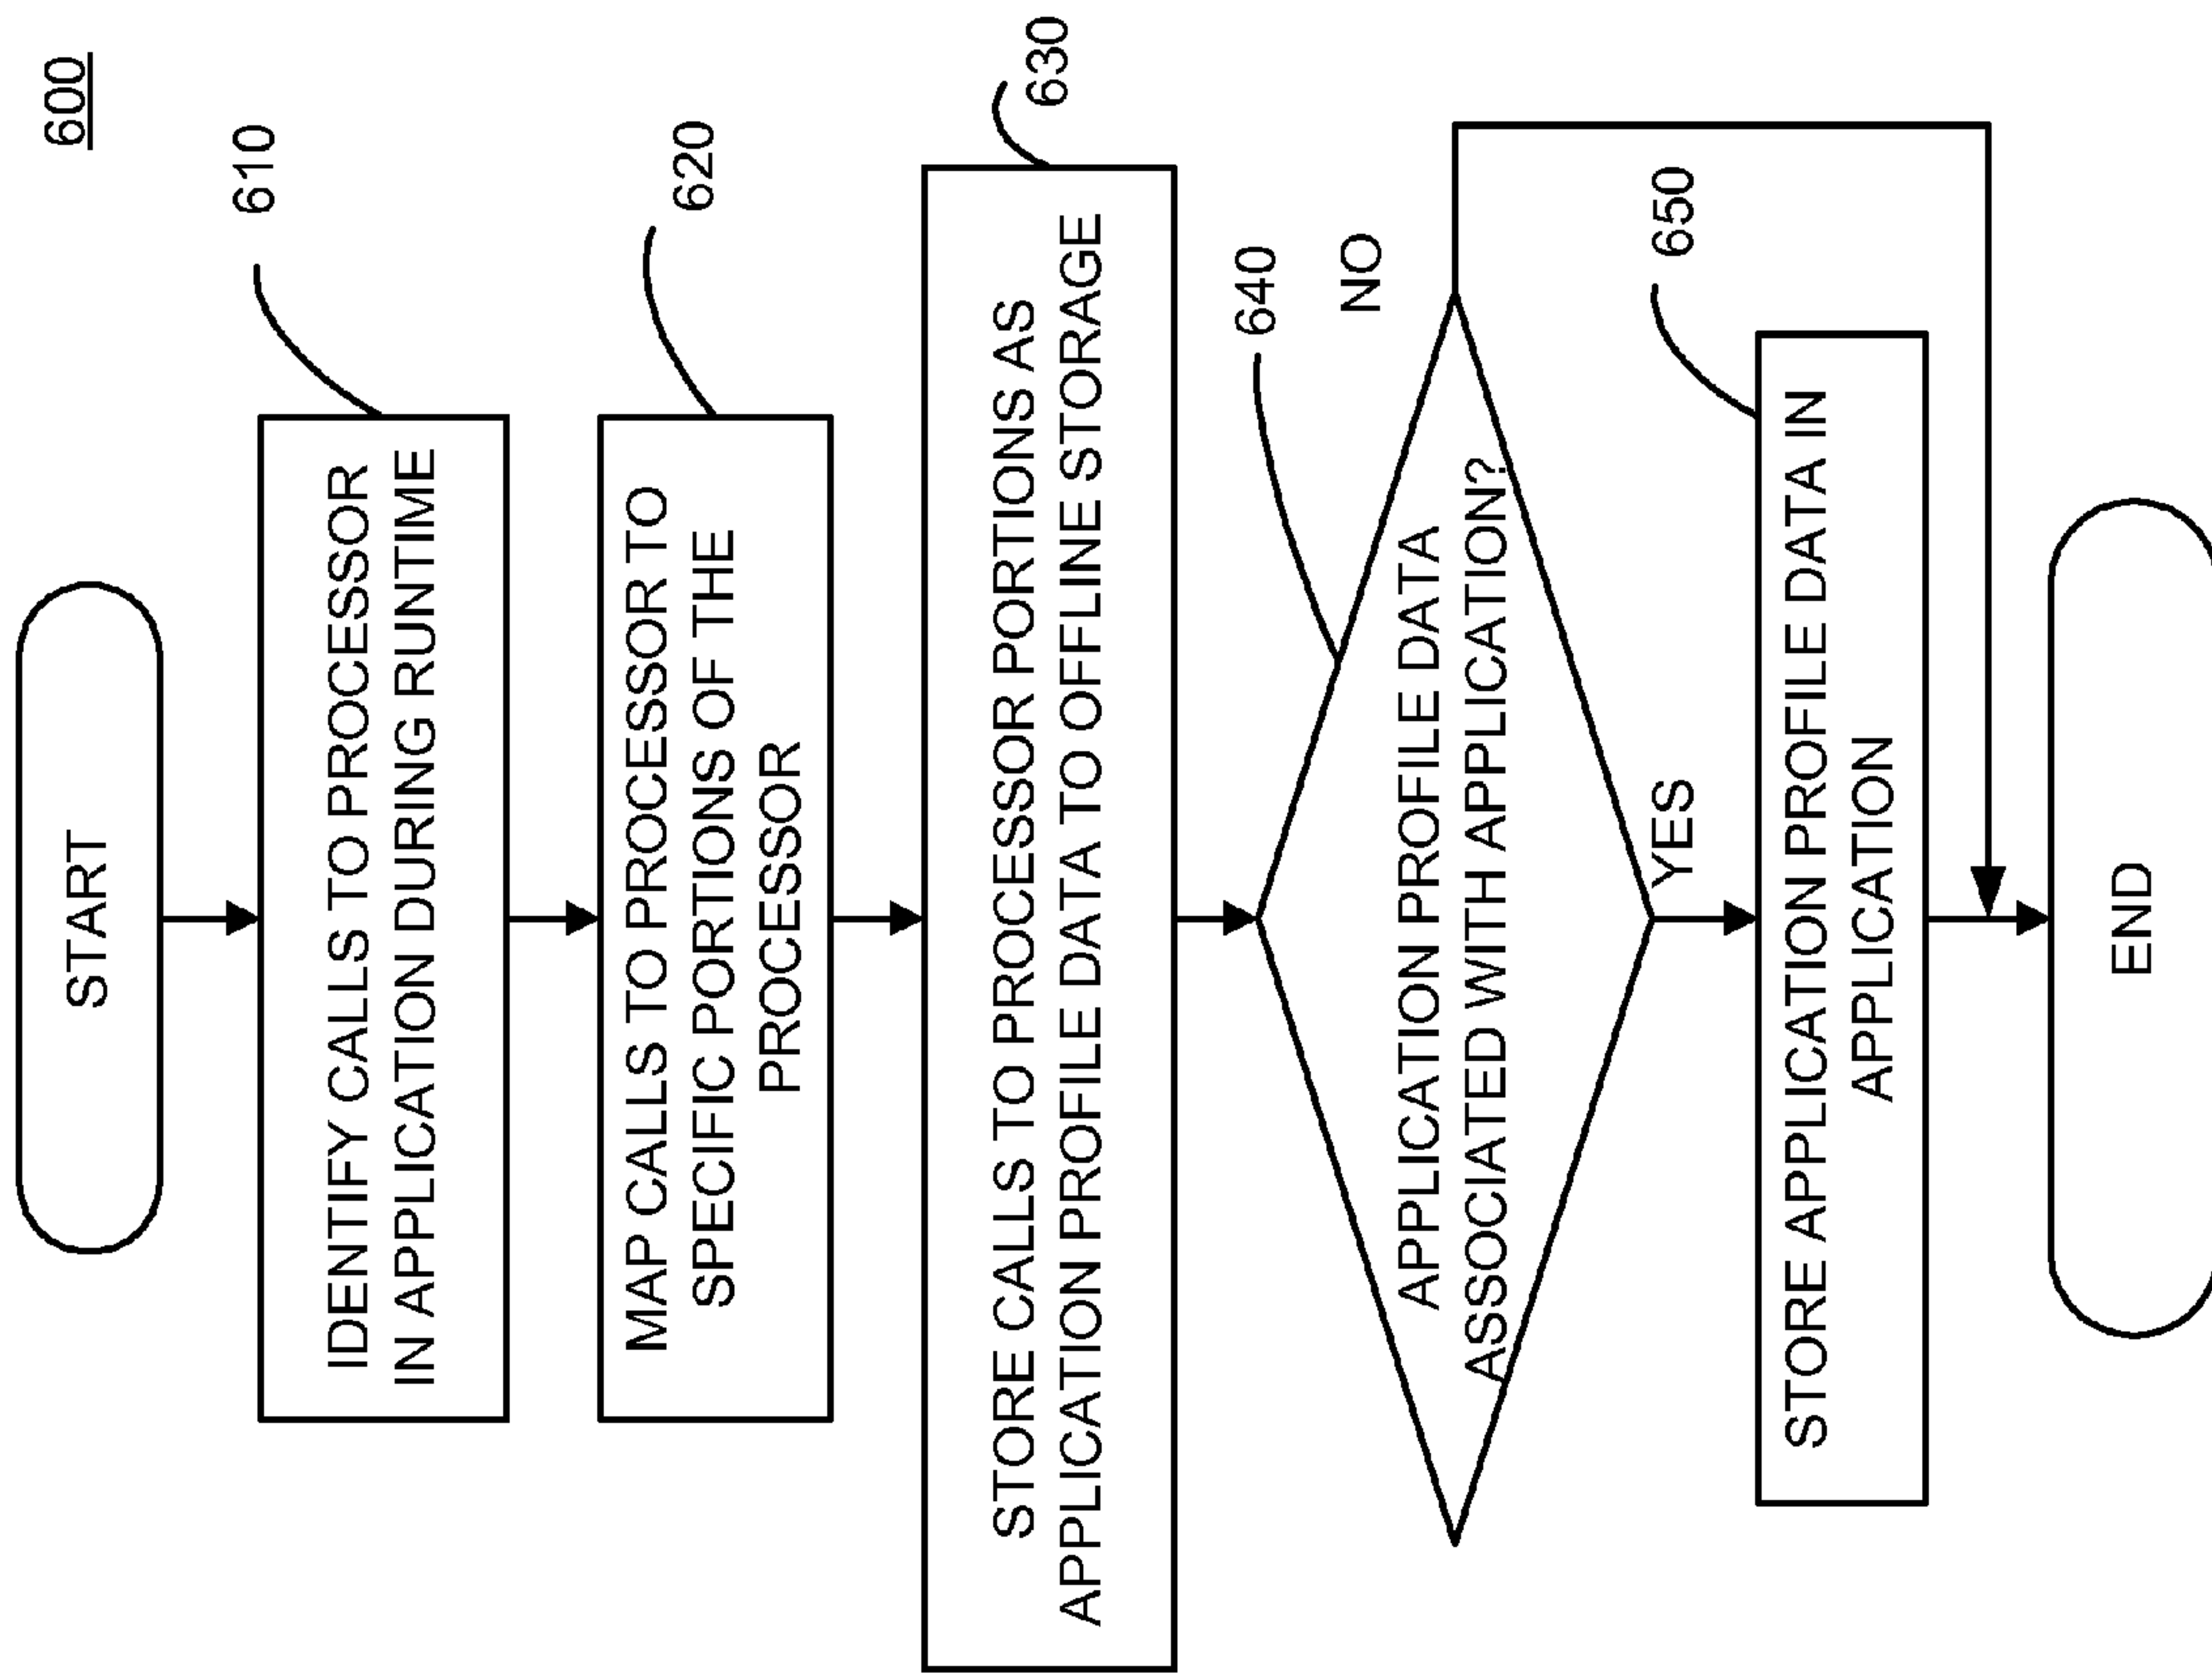 600
START
610
IDENTIFY CALLS TO PROCESSOR
IN APPLICATION DURING RUNTIME
620
MAP CALLS TO PROCESSOR TO
SPECIFIC PORTIONS OF THE
PROCESSOR
630
STORE CALLS TO PROCESSOR PORTIONS AS
APPLICATION PROFILE DATA TO OFFLINE STORAGE
640
NO
APPLICATION PROFILE DATA
ASSOCIATED WITH APPLICATION?
YES
650
STORE APPLICATION PROFILE DATA IN
APPLICATION
END